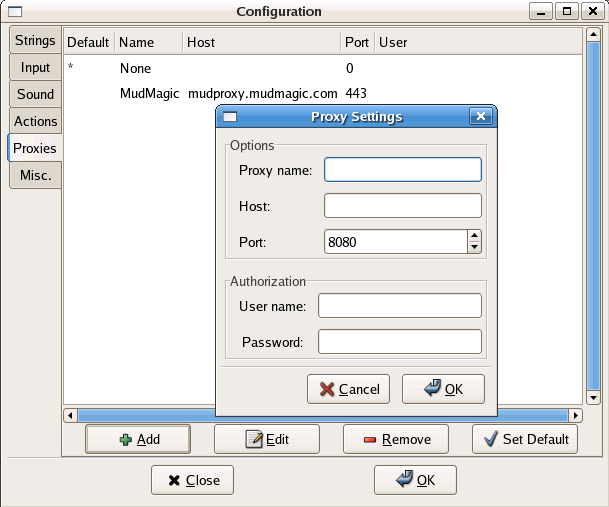 Configuration
Strings
Input
Sound
Actions
Proxies
Misc.
Default Name Host Port User
* None 0
MudMagic mudproxy.mudmagic.com 443
Proxy Settings
Options
Proxy name:
Host:
Port: 8080
Authorization
User name:
Password:
Cancel OK
Add Edit Remove Set Default
Close OK